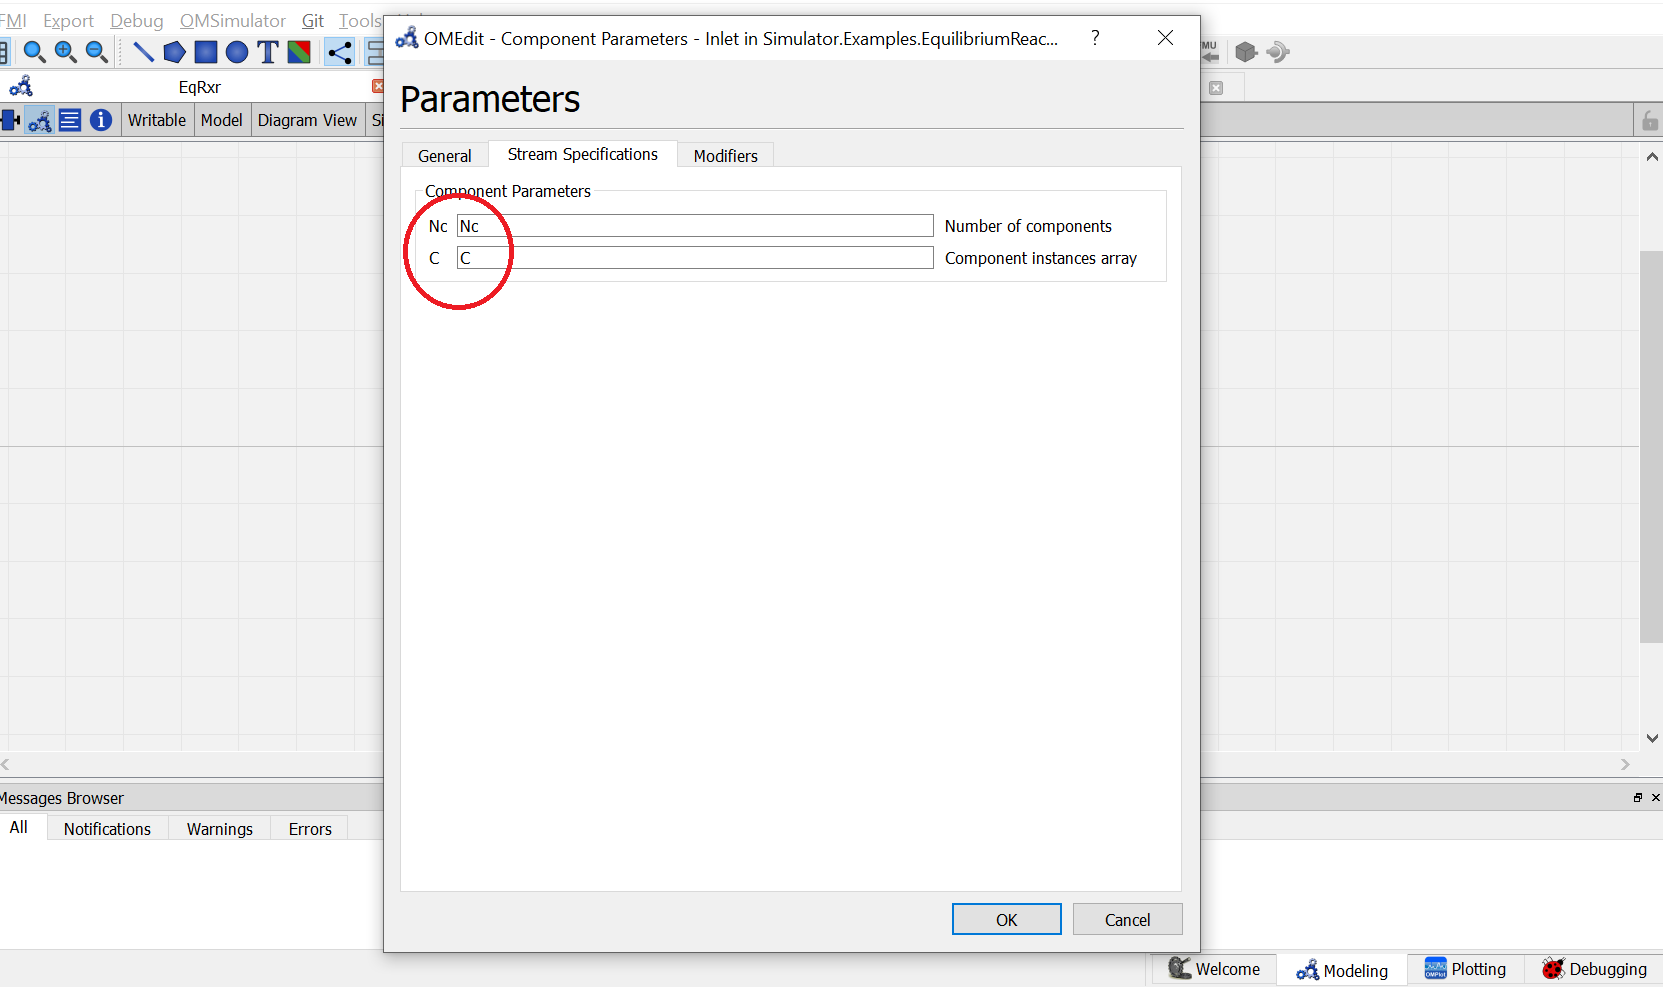 FMI Export Debug OMSimulator Git Tools
OMEdit - Component Parameters - Inlet in Simulator.Examples.EquilibriumReac... ?
T
MU
EqRxr
Parameters
i Writable Model Diagram View Si
General Stream Specifications Modifiers
Component Parameters
Nc Nc Number of components
C C Component instances array
Messages Browser
All Notifications Warnings Errors
OK Cancel
Welcome Modeling OMPlot Plotting Debugging